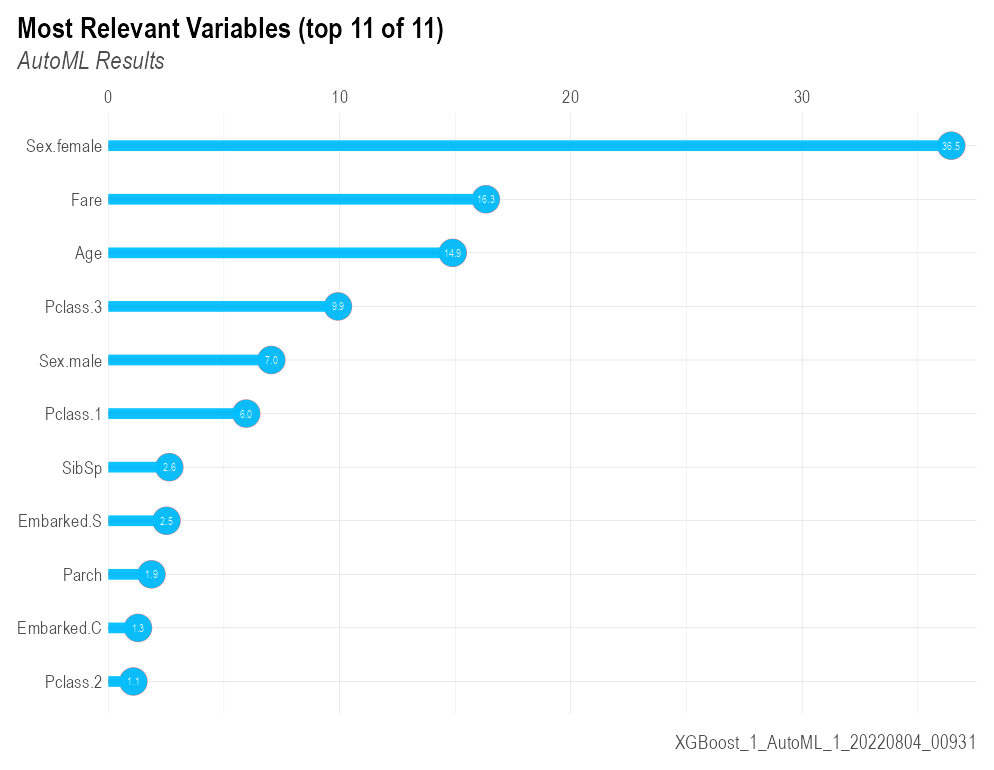 Most Relevant Variables (top 11 of 11)
AutoML Results
0 10 20 30
Sex.female 36.5
Fare 16.3
Age 14.9
Pclass.3 9.9
Sex.male 7.0
Pclass.1 6.0
SibSp 2.6
Embarked.S 2.5
Parch 1.9
Embarked.C 1.3
Pclass.2 1.1
XGBoost_1_AutoML_1_20220804_00931